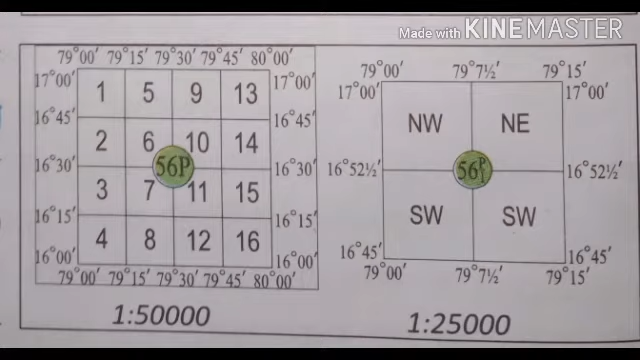 Made with KINEMASTER
79°00' 79°15' 79°30' 79°45' 80°00'
17°00' 1 5 9 13 17°00'
16°45' 16°45'
2 6 10 14
16°30' 56P 16°30'
3 7 11 15
16°15' 16°15'
4 8 12 16
16°00' 16°00'
79°00' 79°15' 79°30' 79°45' 80°00'
1:50000
79°00' 79°7½' 79°15'
17°00' 17°00'
NW NE
16°52½' 56P/1 16°52½'
SW SW
16°45' 16°45'
79°00' 79°7½' 79°15'
1:25000